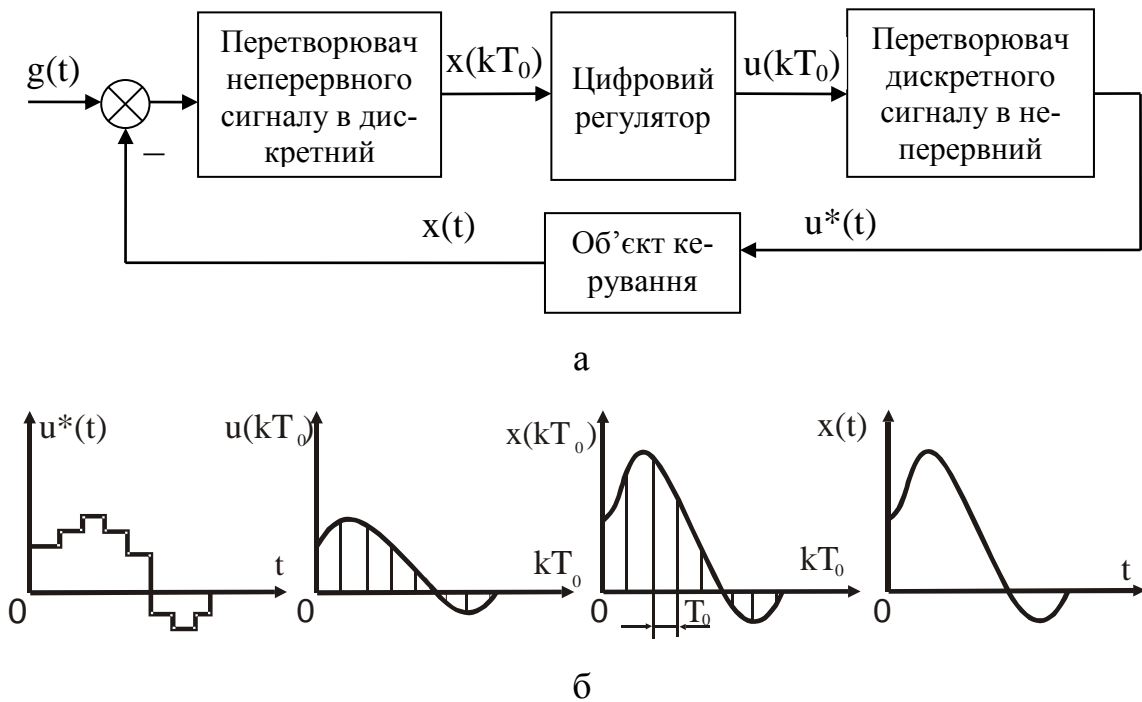 g(t)
–
Перетворювач
неперервного
сигналу в дис-
кретний
x(kT₀)
Цифровий
регулятор
u(kT₀)
Перетворювач
дискретного
сигналу в не-
перервний
x(t)
Об’єкт ке-
рування
u*(t)
а
u*(t)
t
0
u(kT₀)
kT₀
0
x(kT₀)
kT₀
0
T₀
x(t)
t
0
б